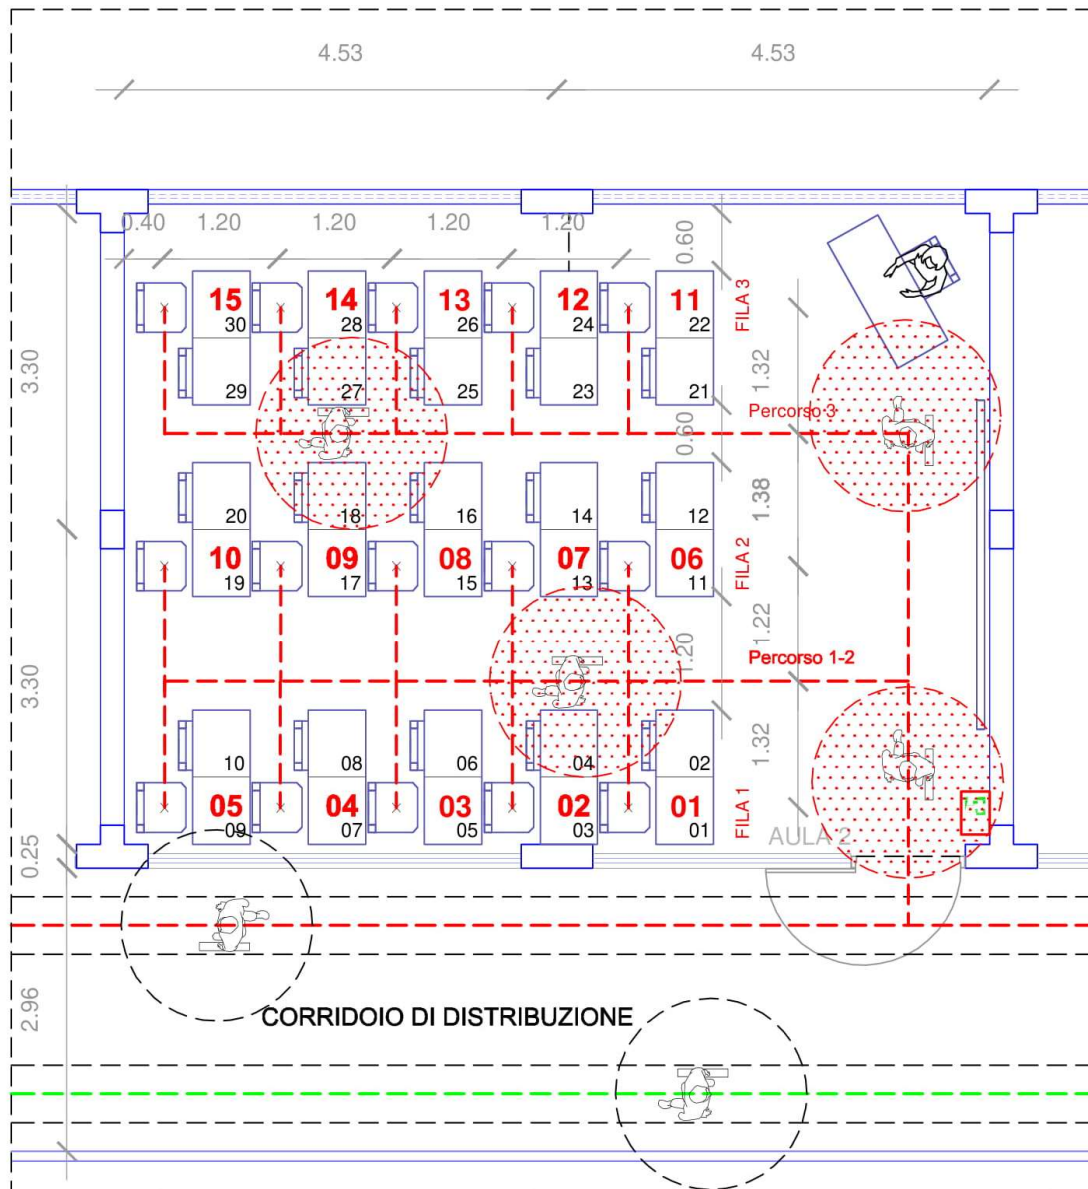 4.53 4.53
0.40 1.20 1.20 1.20 1.20
0.60
15 14 13 12 11
30 28 26 24 22
FILA 3
3.30
1.32
29 27 25 23 21
Percorso 3
0.60
1.38
20 18 16 14 12
10 09 08 07 06
19 17 15 13 11
FILA 2
1.22
1.20
Percorso 1-2
3.30
1.32
10 08 06 04 02
05 04 03 02 01
09 07 05 03 01
FILA 1
AULA 2
0.25
2.96
CORRIDOIO DI DISTRIBUZIONE